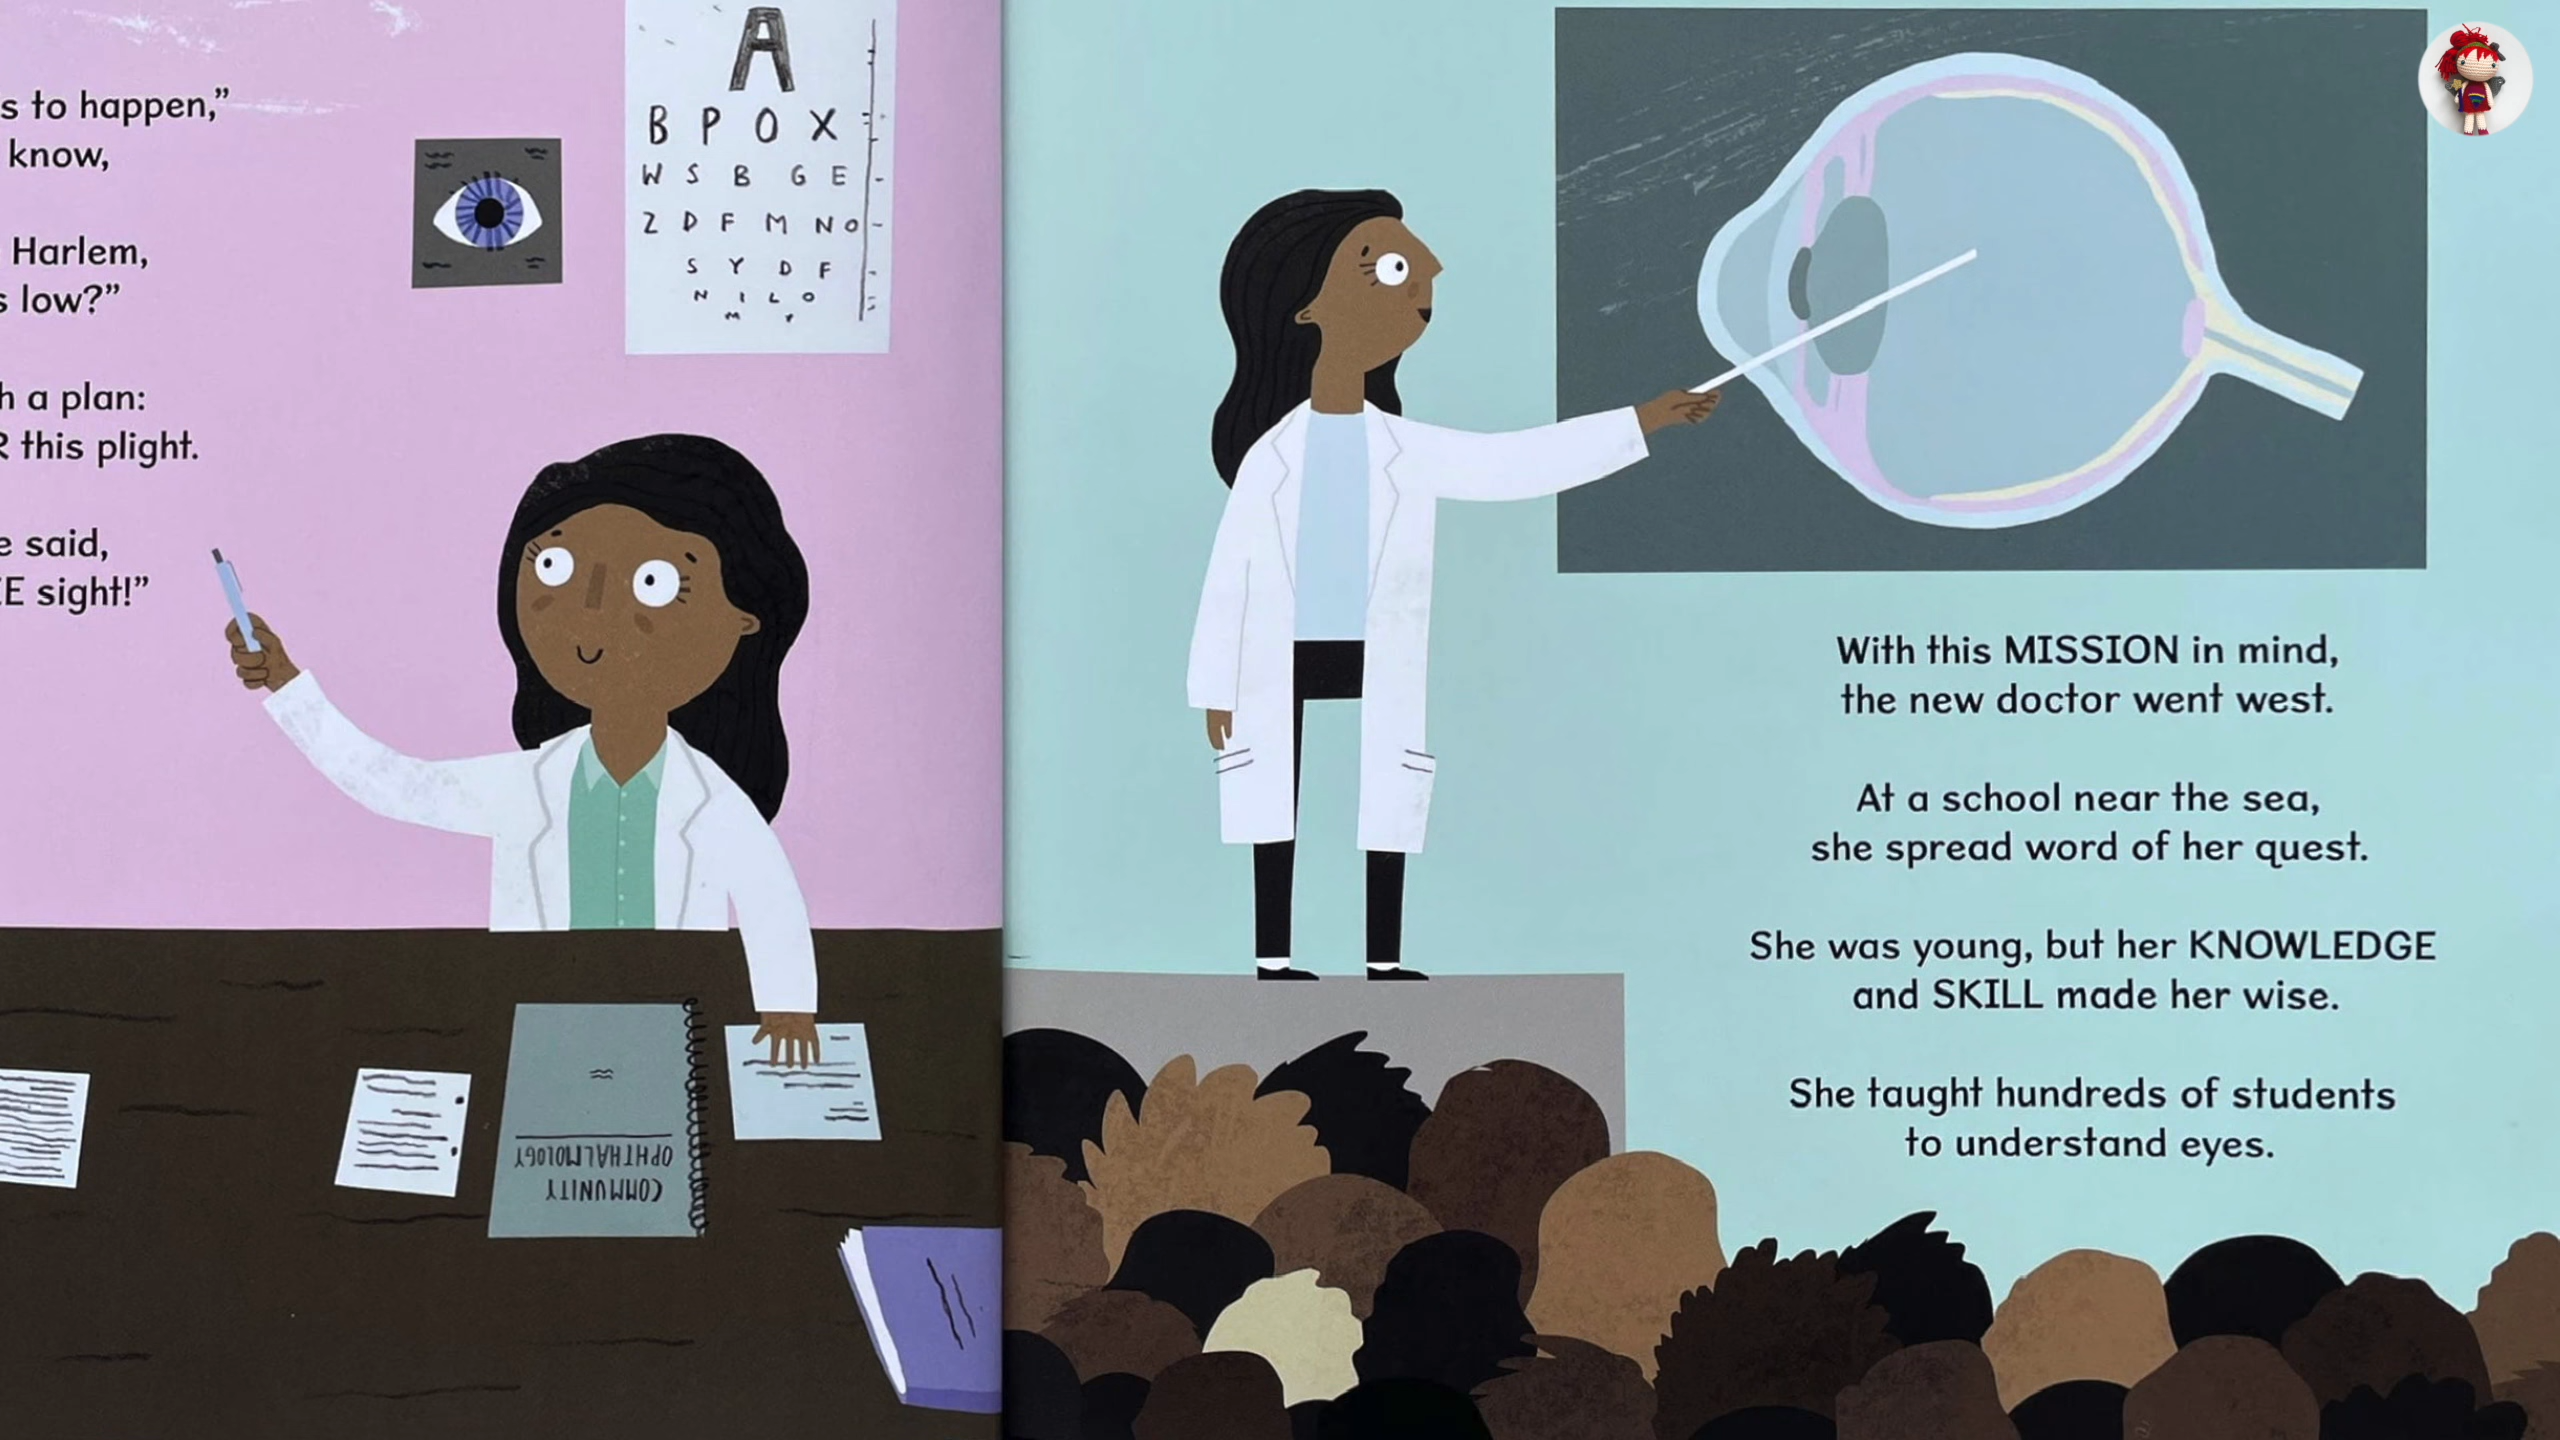 s to happen,”
know,
Harlem,
s low?”
h a plan:
R this plight.
e said,
EE sight!”
A
B P O X
W S B G E
Z D F M N O
S Y D F
N I L O
M Y
COMMUNITY
OPHTHALMOLOGY
With this MISSION in mind,
the new doctor went west.
At a school near the sea,
she spread word of her quest.
She was young, but her KNOWLEDGE
and SKILL made her wise.
She taught hundreds of students
to understand eyes.